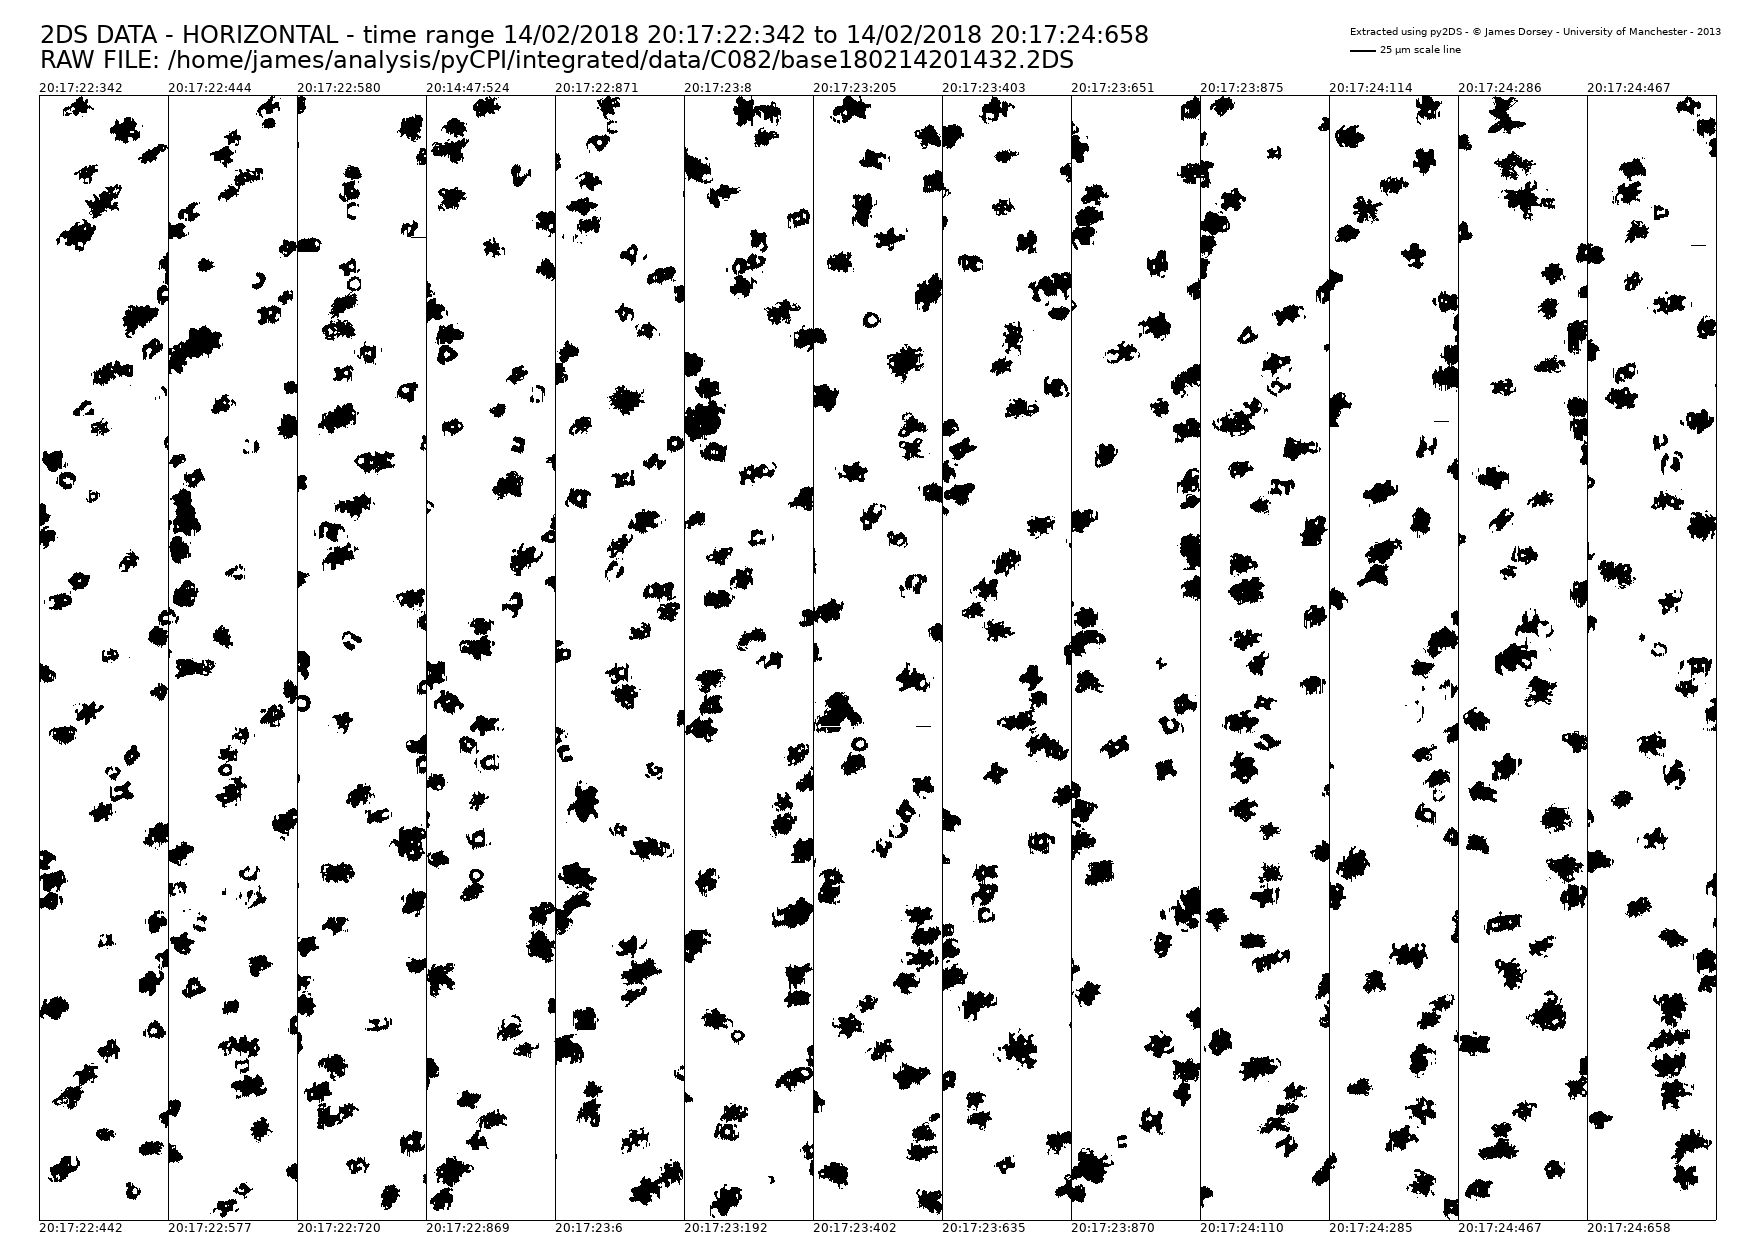 2DS DATA - HORIZONTAL - time range 14/02/2018 20:17:22:342 to 14/02/2018 20:17:24:658
RAW FILE: /home/james/analysis/pyCPI/integrated/data/C082/base180214201432.2DS
Extracted using py2DS - © James Dorsey - University of Manchester - 2013
25 μm scale line
20:17:22:342 20:17:22:444 20:17:22:580 20:14:47:524 20:17:22:871 20:17:23:8 20:17:23:205 20:17:23:403 20:17:23:651 20:17:23:875 20:17:24:114 20:17:24:286 20:17:24:467
20:17:22:442 20:17:22:577 20:17:22:720 20:17:22:869 20:17:23:6 20:17:23:192 20:17:23:402 20:17:23:635 20:17:23:870 20:17:24:110 20:17:24:285 20:17:24:467 20:17:24:658